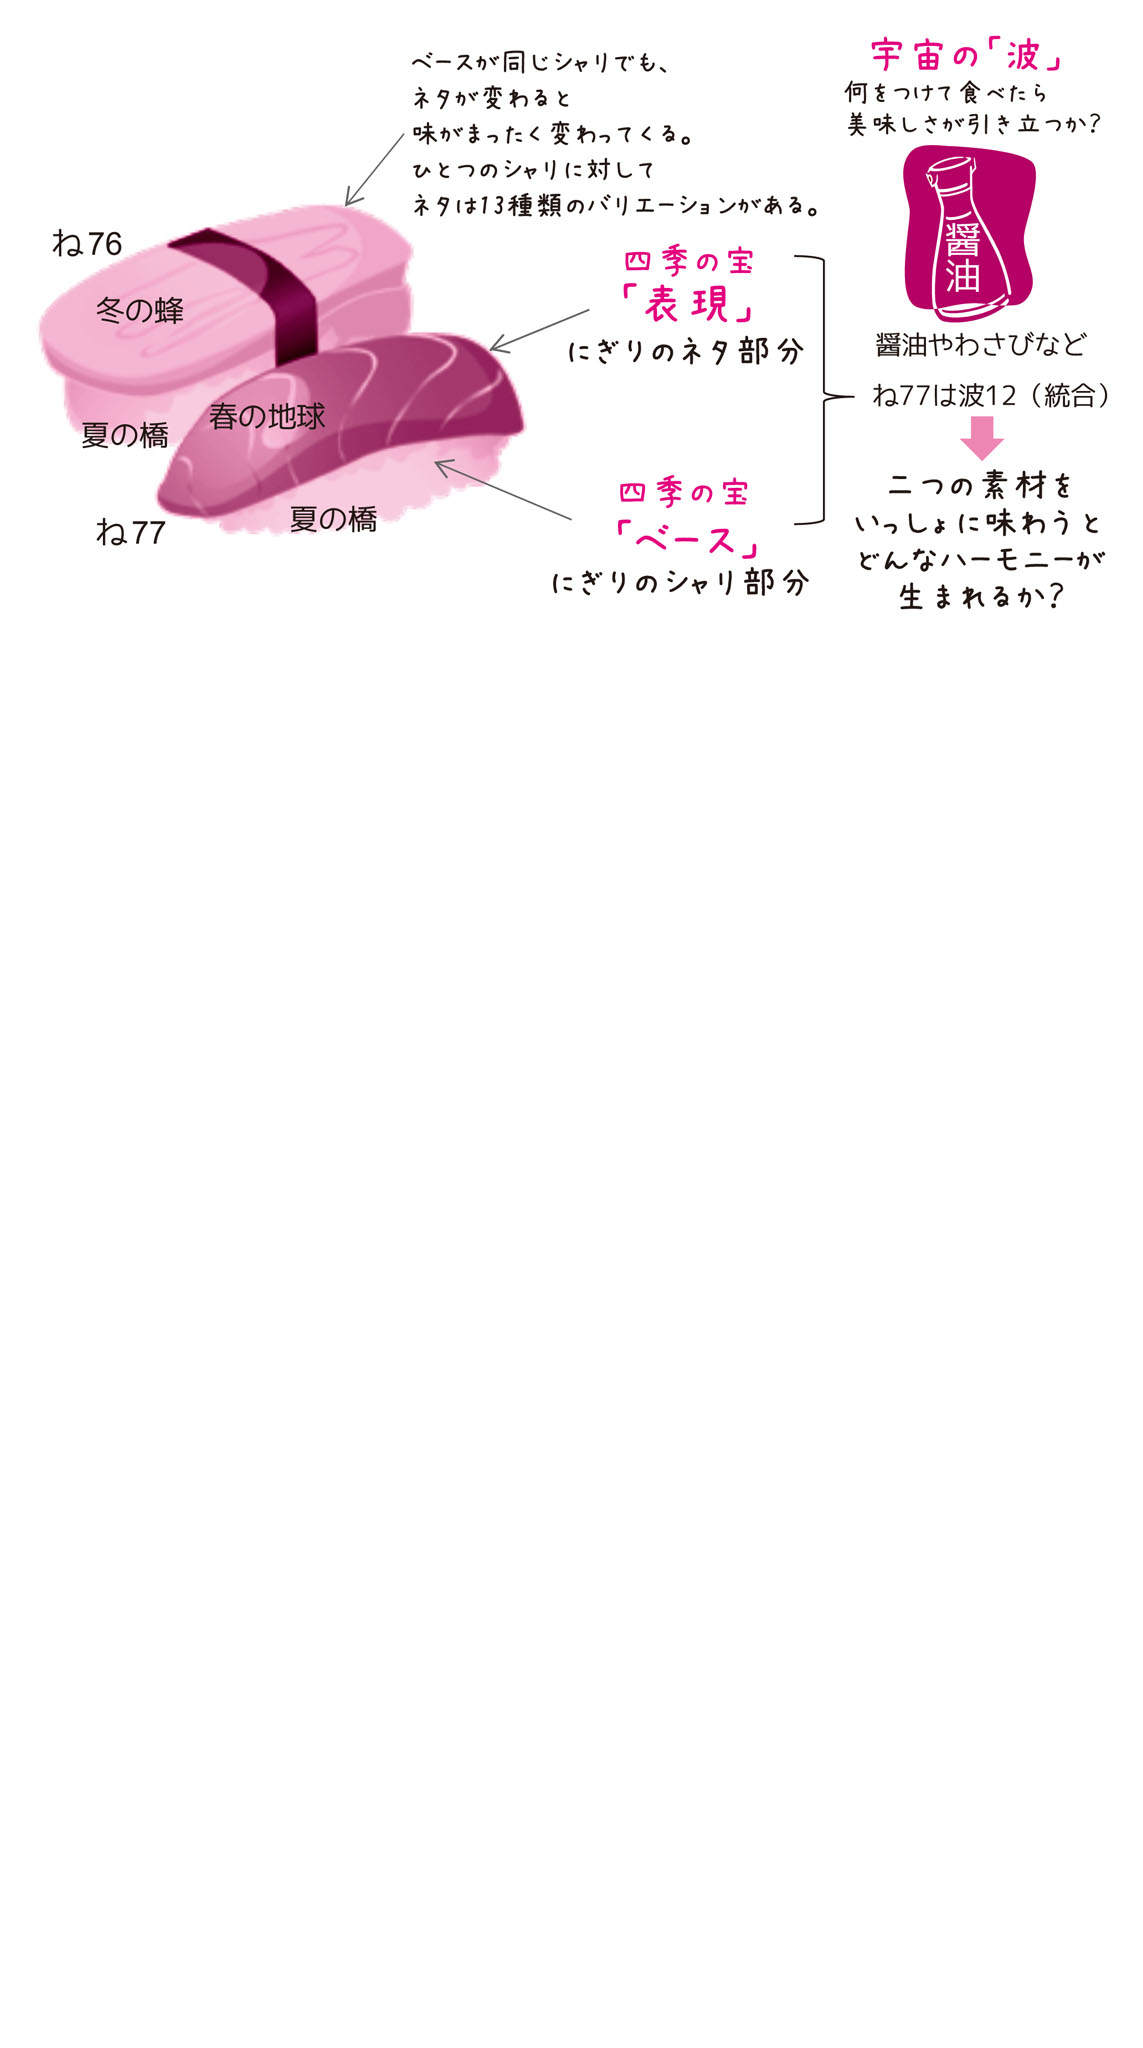 ベースが同じシャリでも、
ネタが変わると
味がまったく変わってくる。
ひとつのシャリに対して
ネタは13種類のバリエーションがある。
ね76
冬の蜂
夏の橋
春の地球
夏の橋
ね77
四季の宝
「表現」
にぎりのネタ部分
四季の宝
「ベース」
にぎりのシャリ部分
宇宙の「波」
何をつけて食べたら
美味しさが引き立つか?
醤油
醤油やわさびなど
ね77は波12（統合）
二つの素材を
いっしょに味わうと
どんなハーモニーが
生まれるか?